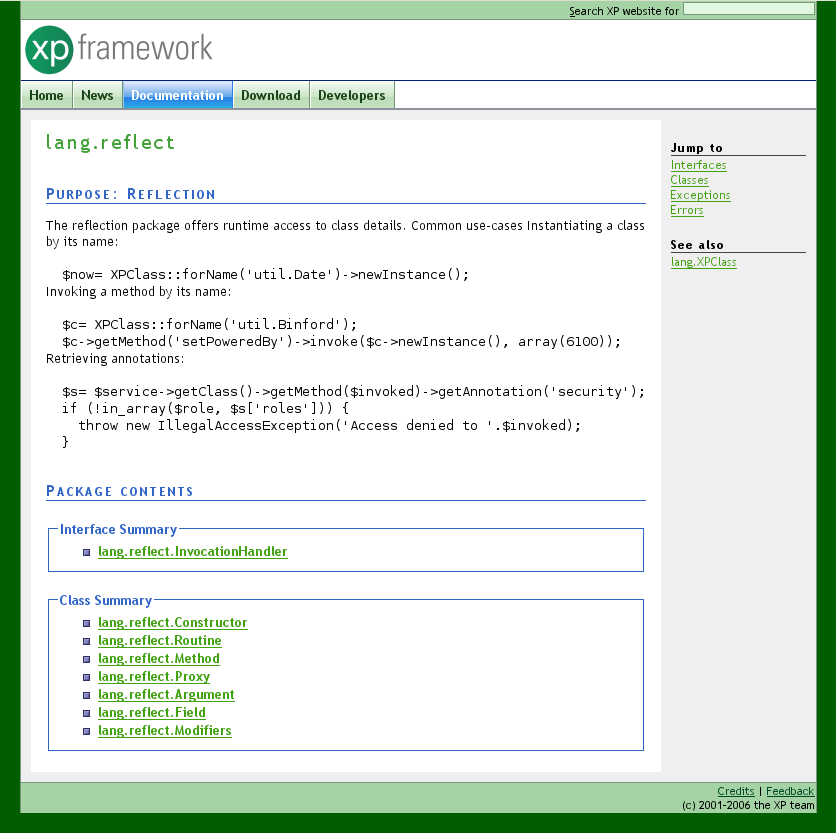 Search XP website for
xp framework
Home News Documentation Download Developers
lang.reflect
Purpose: Reflection
The reflection package offers runtime access to class details. Common use-cases Instantiating a class
by its name:
$now= XPClass::forName('util.Date')->newInstance();
Invoking a method by its name:
$c= XPClass::forName('util.Binford');
$c->getMethod('setPoweredBy')->invoke($c->newInstance(), array(6100));
Retrieving annotations:
$s= $service->getClass()->getMethod($invoked)->getAnnotation('security');
if (!in_array($role, $s['roles'])) {
throw new IllegalAccessException('Access denied to '.$invoked);
}
Package contents
Interface Summary
lang.reflect.InvocationHandler
Class Summary
lang.reflect.Constructor
lang.reflect.Routine
lang.reflect.Method
lang.reflect.Proxy
lang.reflect.Argument
lang.reflect.Field
lang.reflect.Modifiers
Jump to
Interfaces
Classes
Exceptions
Errors
See also
lang.XPClass
Credits | Feedback
(c) 2001-2006 the XP team